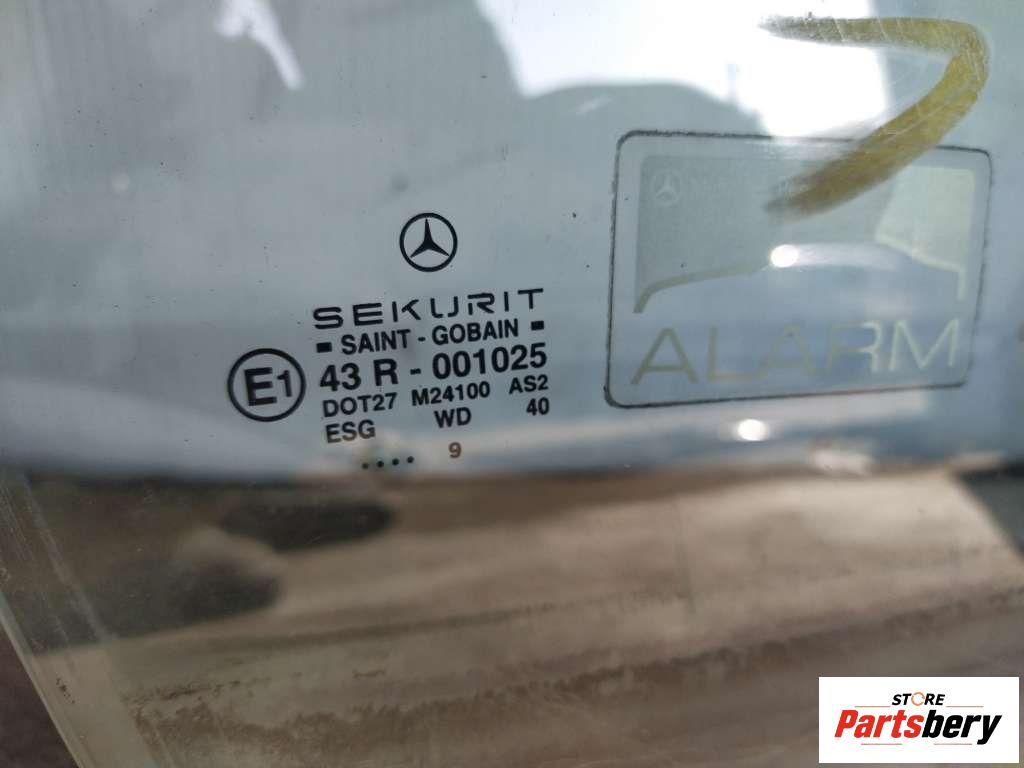 SEKURIT
SAINT - GOBAIN
E1 43 R - 001025
DOT27 M24100 AS2
ESG WD 40
.... 9
ALARM
STORE
Partsbery